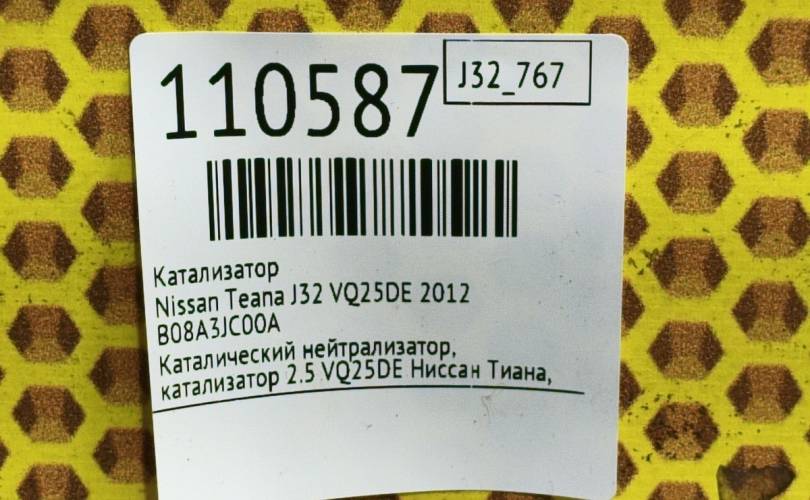 110587
J32_767
Катализатор
Nissan Teana J32 VQ25DE 2012
B08A3JC00A
Каталический нейтрализатор,
катализатор 2.5 VQ25DE Ниссан Тиана,